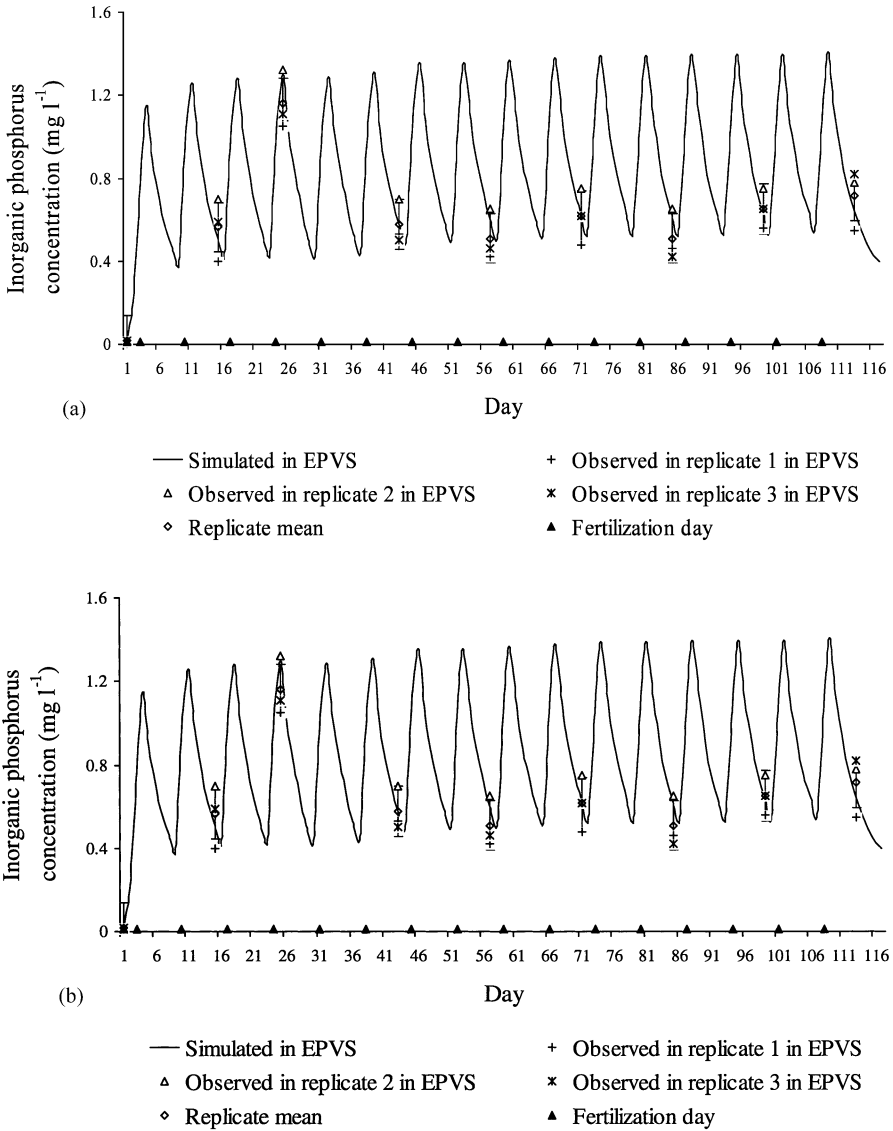 1.6
1.2
0.8
0.4
0
Inorganic phosphorus
concentration (mg l-1)
1 6 11 16 21 26 31 36 41 46 51 56 61 66 71 76 81 86 91 96 101 106 111 116
(a)
Day
Simulated in EPVS
Observed in replicate 1 in EPVS
Observed in replicate 2 in EPVS
Observed in replicate 3 in EPVS
Replicate mean
Fertilization day
1.6
1.2
0.8
0.4
0
Inorganic phosphorus
concentration (mg l-1)
1 6 11 16 21 26 31 36 41 46 51 56 61 66 71 76 81 86 91 96 101 106 111 116
(b)
Day
Simulated in EPVS
Observed in replicate 1 in EPVS
Observed in replicate 2 in EPVS
Observed in replicate 3 in EPVS
Replicate mean
Fertilization day